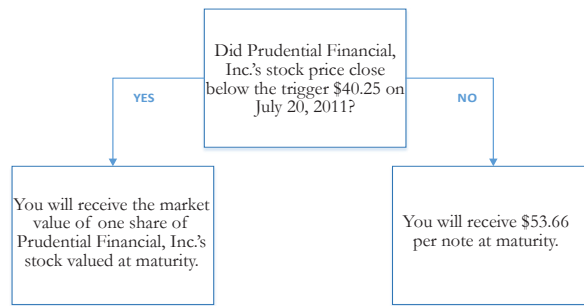 Did Prudential Financial,
Inc.'s stock price close
below the trigger $40.25 on
July 20, 2011?
YES
NO
You will receive the market
value of one share of
Prudential Financial, Inc.'s
stock valued at maturity.
You will receive $53.66
per note at maturity.